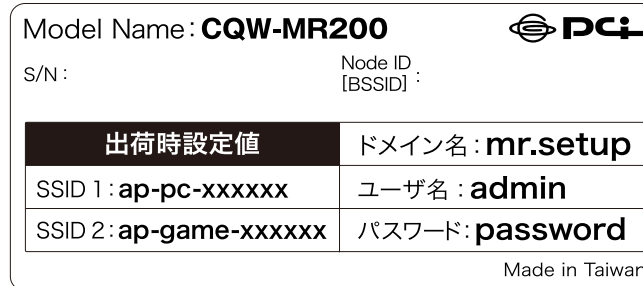 Model Name：CQW-MR200
PCi
S/N：
Node ID
[BSSID]：
出荷時設定値
ドメイン名：mr.setup
SSID 1：ap-pc-xxxxxx
ユーザ名：admin
SSID 2：ap-game-xxxxxx
パスワード：password
Made in Taiwan